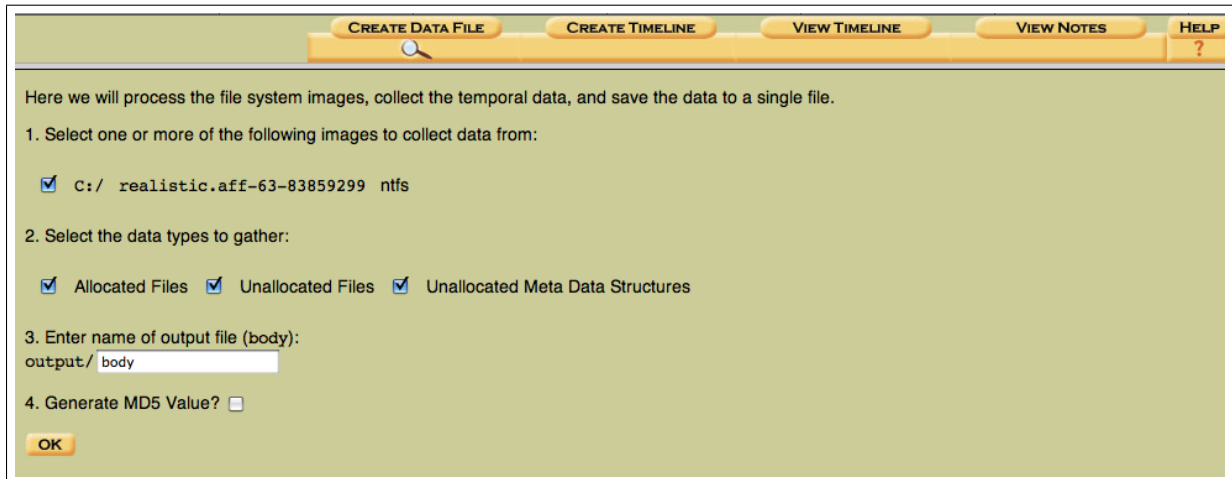 CREATE DATA FILE CREATE TIMELINE VIEW TIMELINE VIEW NOTES HELP
?
Here we will process the file system images, collect the temporal data, and save the data to a single file.
1. Select one or more of the following images to collect data from:
C:/ realistic.aff-63-83859299 ntfs
2. Select the data types to gather:
Allocated Files Unallocated Files Unallocated Meta Data Structures
3. Enter name of output file (body):
output/ body
4. Generate MD5 Value?
OK